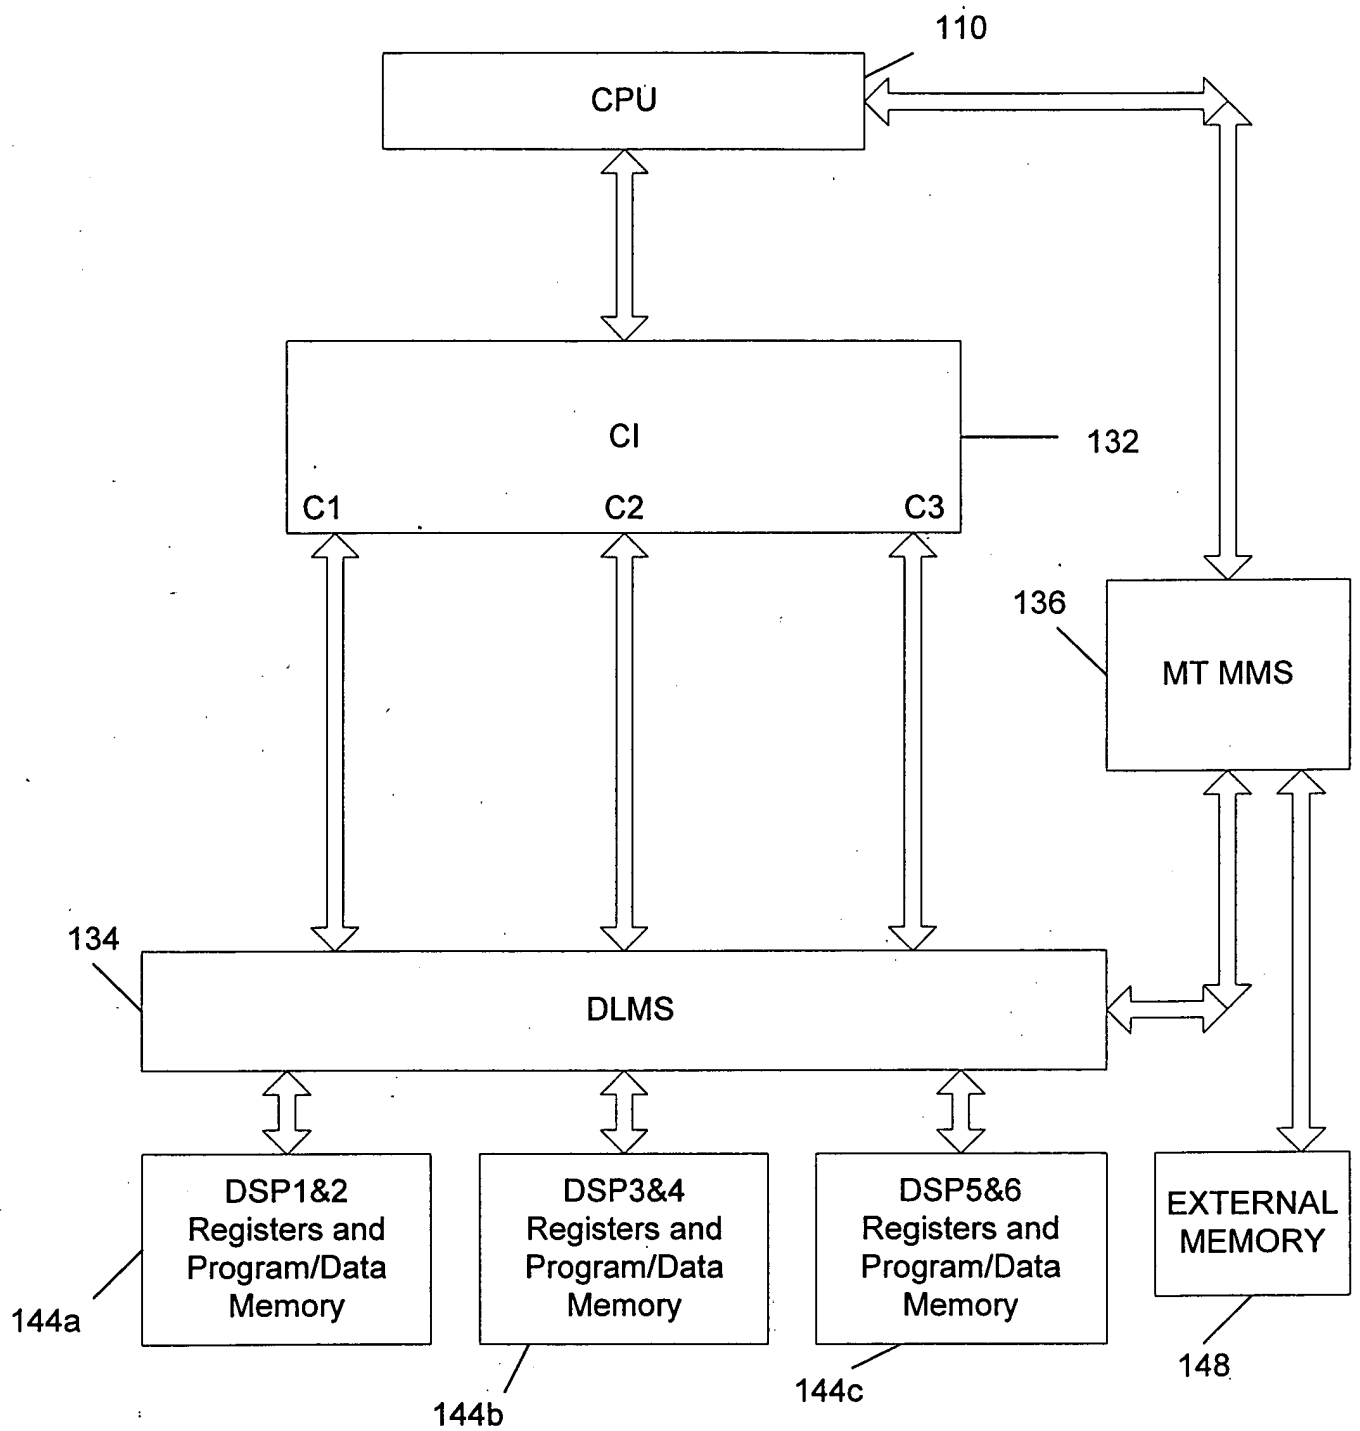 110
CPU
CI
132
C1 C2 C3
136
MT MMS
134
DLMS
DSP1&2
Registers and
Program/Data
Memory
DSP3&4
Registers and
Program/Data
Memory
DSP5&6
Registers and
Program/Data
Memory
EXTERNAL
MEMORY
144a
144b
144c
148